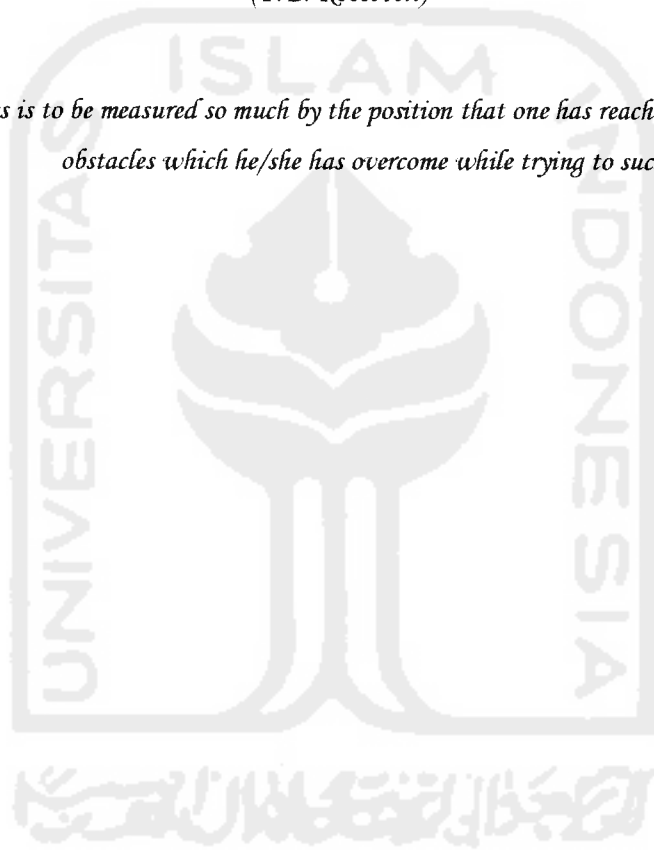 is to be measured so much by the position that one has reach
obstacles which he/she has overcome while trying to suc
UNIVERSITAS
ISLAM
INDONESIA